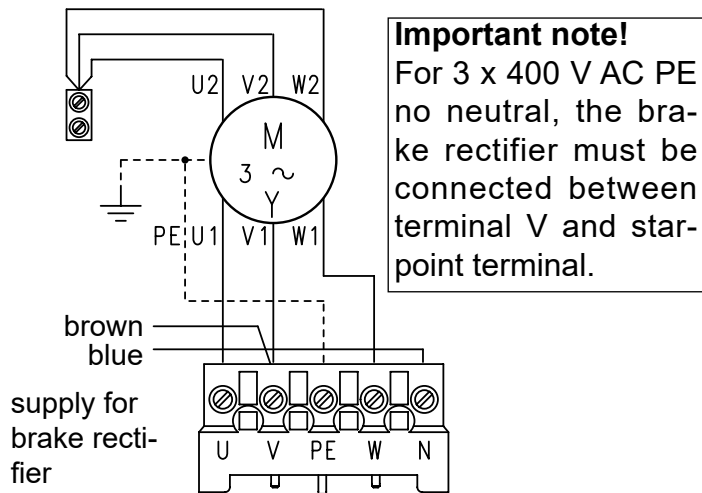 Important note!
For 3 x 400 V AC PE
no neutral, the bra-
ke rectifier must be
connected between
terminal V and star-
point terminal.
U2 V2 W2
M
3 ~
Y
PE U1 V1 W1
brown
blue
supply for
brake recti-
fier
U V PE W N